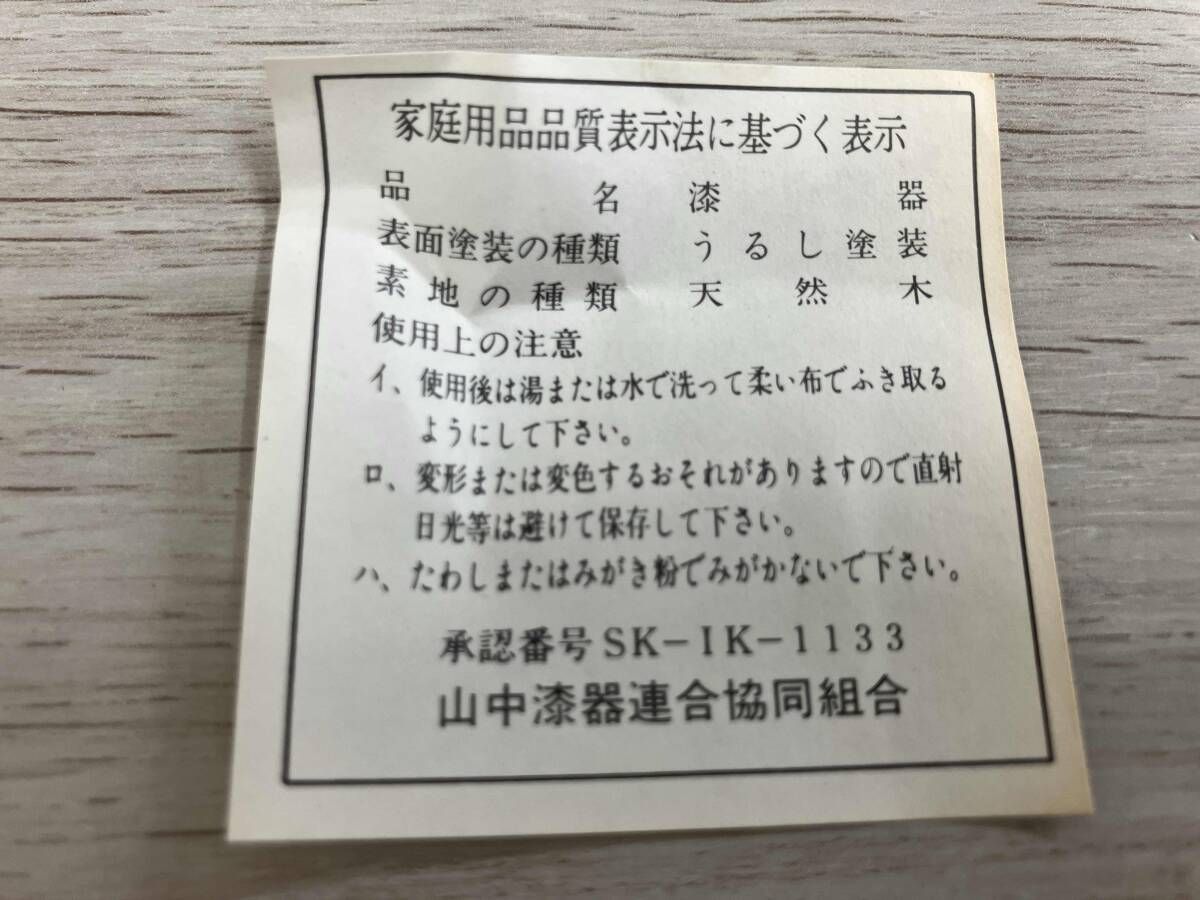 家庭用品品質表示法に基づく表示
品名 漆器
表面塗装の種類 うるし塗装
素地の種類 天然木
使用上の注意
イ、使用後は湯または水で洗って柔い布でふき取る
ようにして下さい。
ロ、変形または変色するおそれがありますので直射
日光等は避けて保存して下さい。
ハ、たわしまたはみがき粉でみがかないで下さい。
承認番号SK-IK-1133
山中漆器連合協同組合